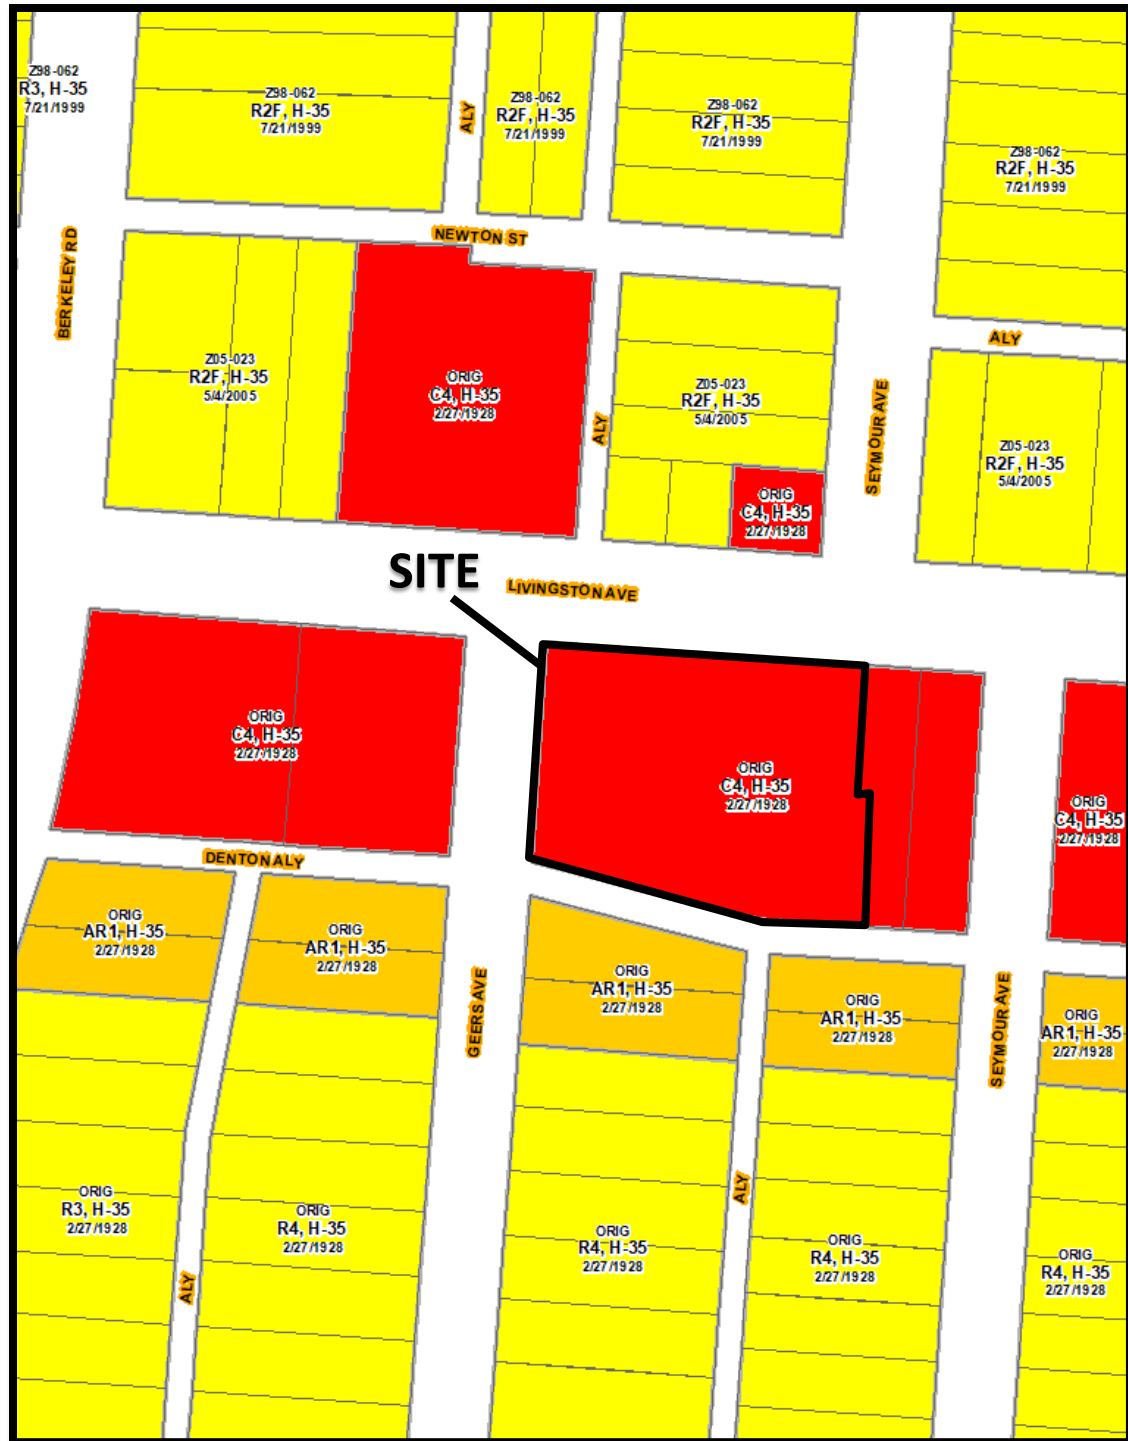 Z98-062
R3, H-35
7/21/1999
Z98-062
R2F, H-35
7/21/1999
ALY
Z98-062
R2F, H-35
7/21/1999
Z98-062
R2F, H-35
7/21/1999
Z98-062
R2F, H-35
7/21/1999
NEWTON ST
BERKELEY RD
ALY
Z05-023
R2F, H-35
5/4/2005
ORIG
C4, H-35
2/27/1928
ALY
Z05-023
R2F, H-35
5/4/2005
SEYMOUR AVE
Z05-023
R2F, H-35
5/4/2005
ORIG
C4, H-35
2/27/1928
SITE
LIVINGSTON AVE
ORIG
C4, H-35
2/27/1928
ORIG
C4, H-35
2/27/1928
ORIG
C4, H-35
2/27/1928
DENTON ALY
ORIG
AR1, H-35
2/27/1928
ORIG
AR1, H-35
2/27/1928
GEERS AVE
ORIG
AR1, H-35
2/27/1928
ORIG
AR1, H-35
2/27/1928
SEYMOUR AVE
ORIG
AR1, H-35
2/27/1928
ORIG
R3, H-35
2/27/1928
ALY
ORIG
R4, H-35
2/27/1928
ORIG
R4, H-35
2/27/1928
ALY
ORIG
R4, H-35
2/27/1928
ORIG
R4, H-35
2/27/1928